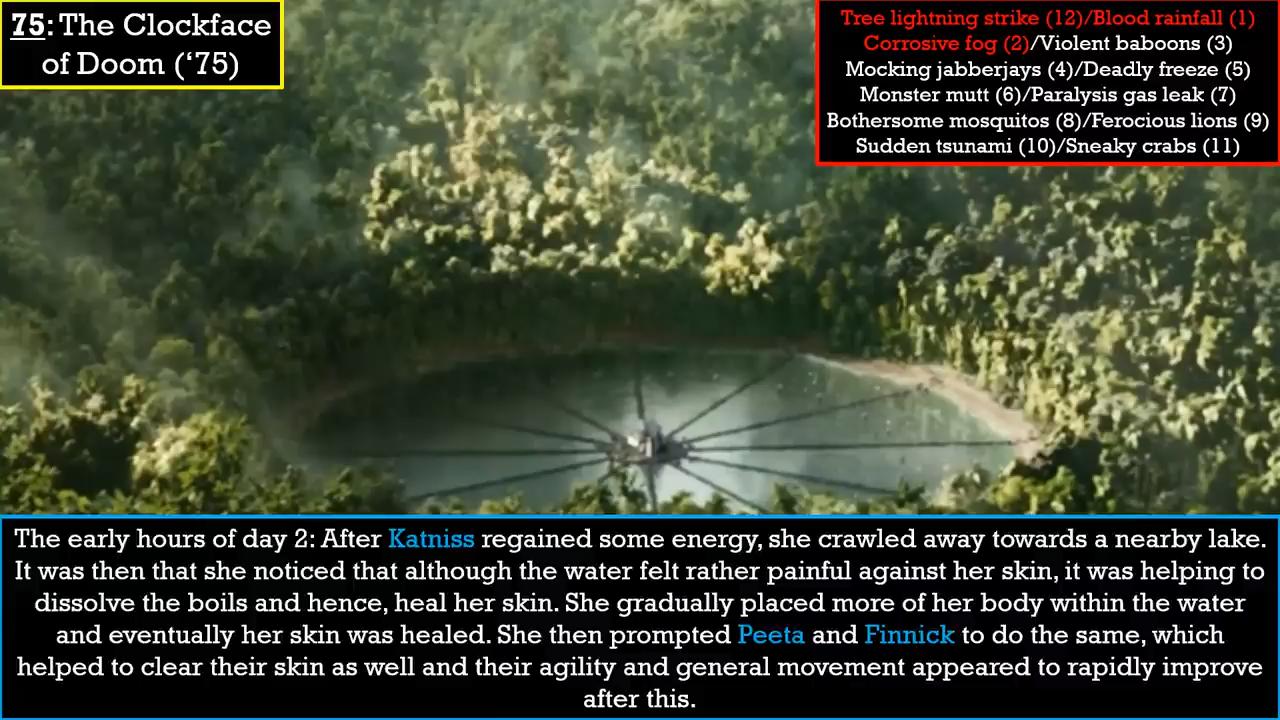 75: The Clockface
of Doom (‘75)
Tree lightning strike (12)/Blood rainfall (1)
Corrosive fog (2)/Violent baboons (3)
Mocking jabberjays (4)/Deadly freeze (5)
Monster mutt (6)/Paralysis gas leak (7)
Bothersome mosquitos (8)/Ferocious lions (9)
Sudden tsunami (10)/Sneaky crabs (11)
The early hours of day 2: After Katniss regained some energy, she crawled away towards a nearby lake.
It was then that she noticed that although the water felt rather painful against her skin, it was helping to
dissolve the boils and hence, heal her skin. She gradually placed more of her body within the water
and eventually her skin was healed. She then prompted Peeta and Finnick to do the same, which
helped to clear their skin as well and their agility and general movement appeared to rapidly improve
after this.